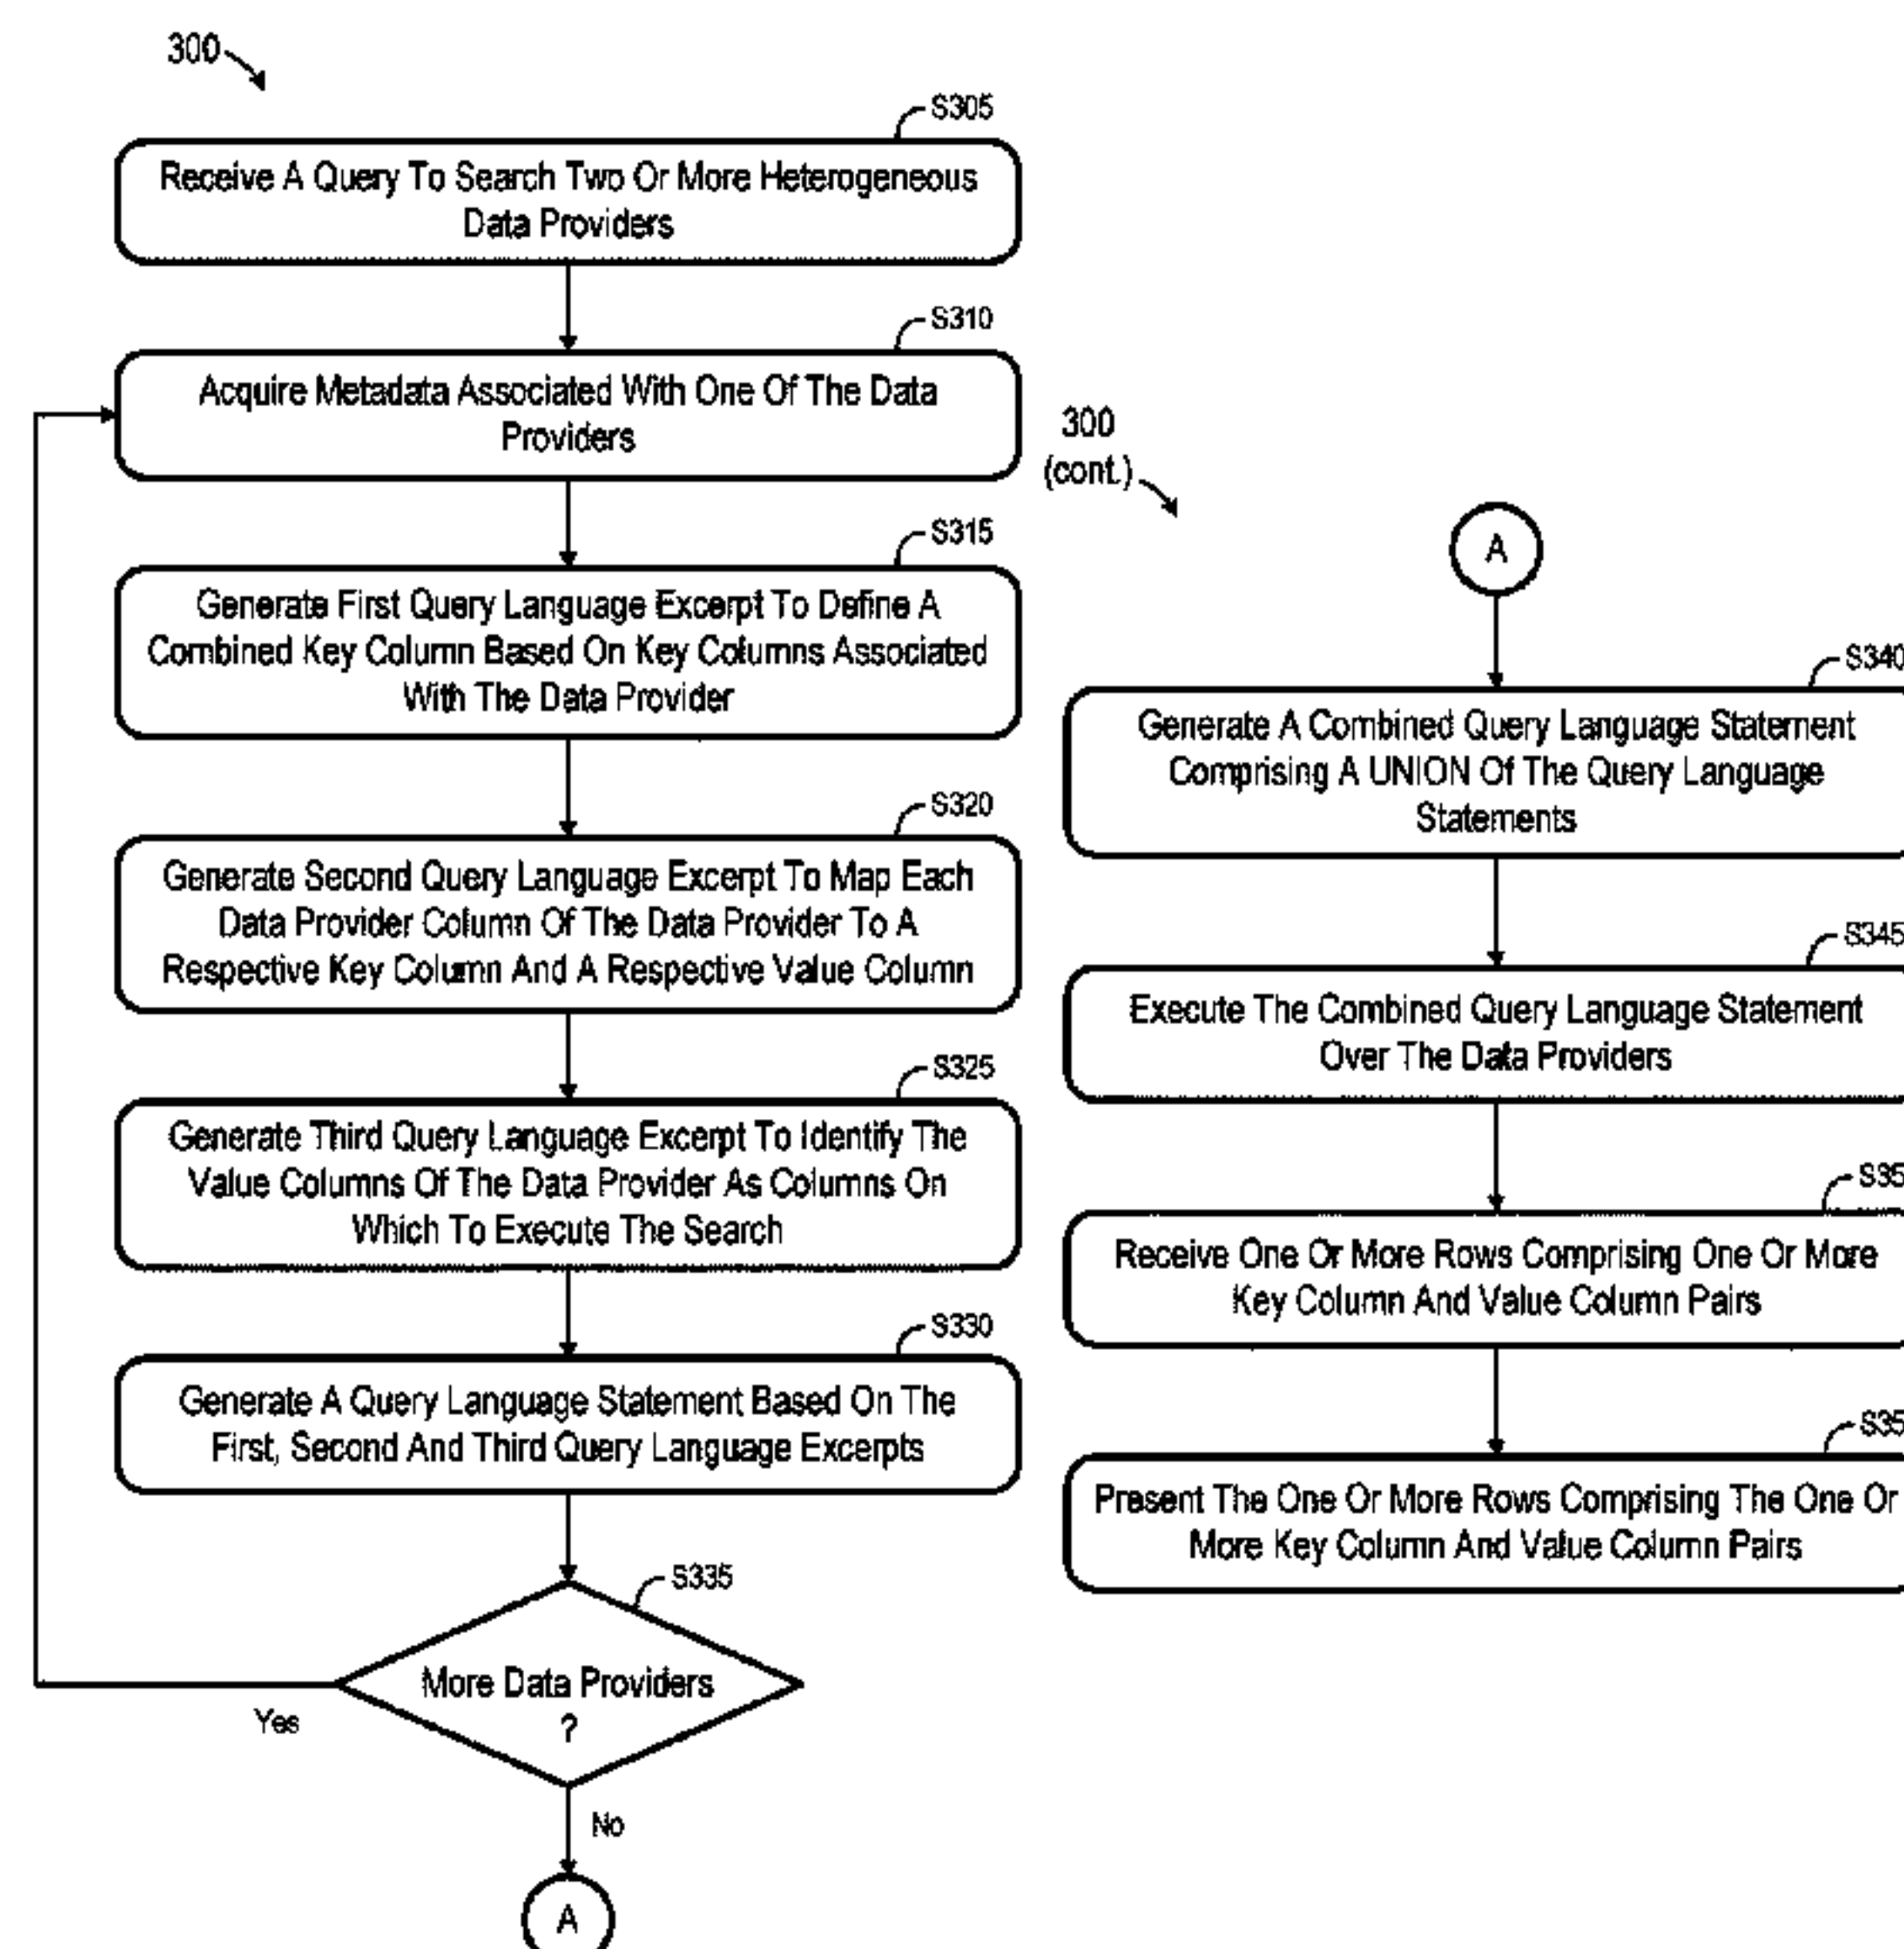 300
S305
Receive A Query To Search Two Or More Heterogeneous
Data Providers
S310
Acquire Metadata Associated With One Of The Data
Providers
S315
Generate First Query Language Excerpt To Define A
Combined Key Column Based On Key Columns Associated
With The Data Provider
S320
Generate Second Query Language Excerpt To Map Each
Data Provider Column Of The Data Provider To A
Respective Key Column And A Respective Value Column
S325
Generate Third Query Language Excerpt To Identify The
Value Columns Of The Data Provider As Columns On
Which To Execute The Search
S330
Generate A Query Language Statement Based On The
First, Second And Third Query Language Excerpts
S335
More Data Providers
?
Yes
No
A
300
(cont.)
A
S340
Generate A Combined Query Language Statement
Comprising A UNION Of The Query Language
Statements
S345
Execute The Combined Query Language Statement
Over The Data Providers
S35
Receive One Or More Rows Comprising One Or More
Key Column And Value Column Pairs
S35
Present The One Or More Rows Comprising The One Or
More Key Column And Value Column Pairs